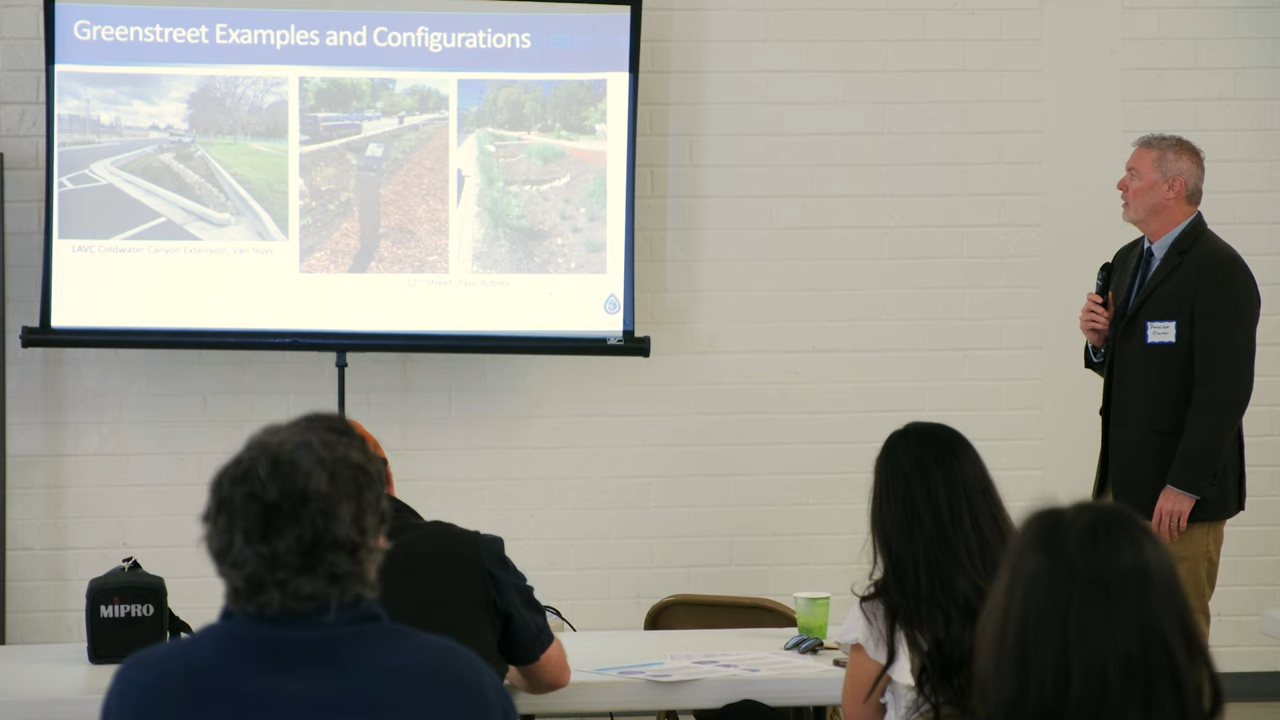 Greenstreet Examples and Configurations
LAVC Coldwater Canyon Extension, Van Nuys
12th Street, Paso Robles
MIPRO